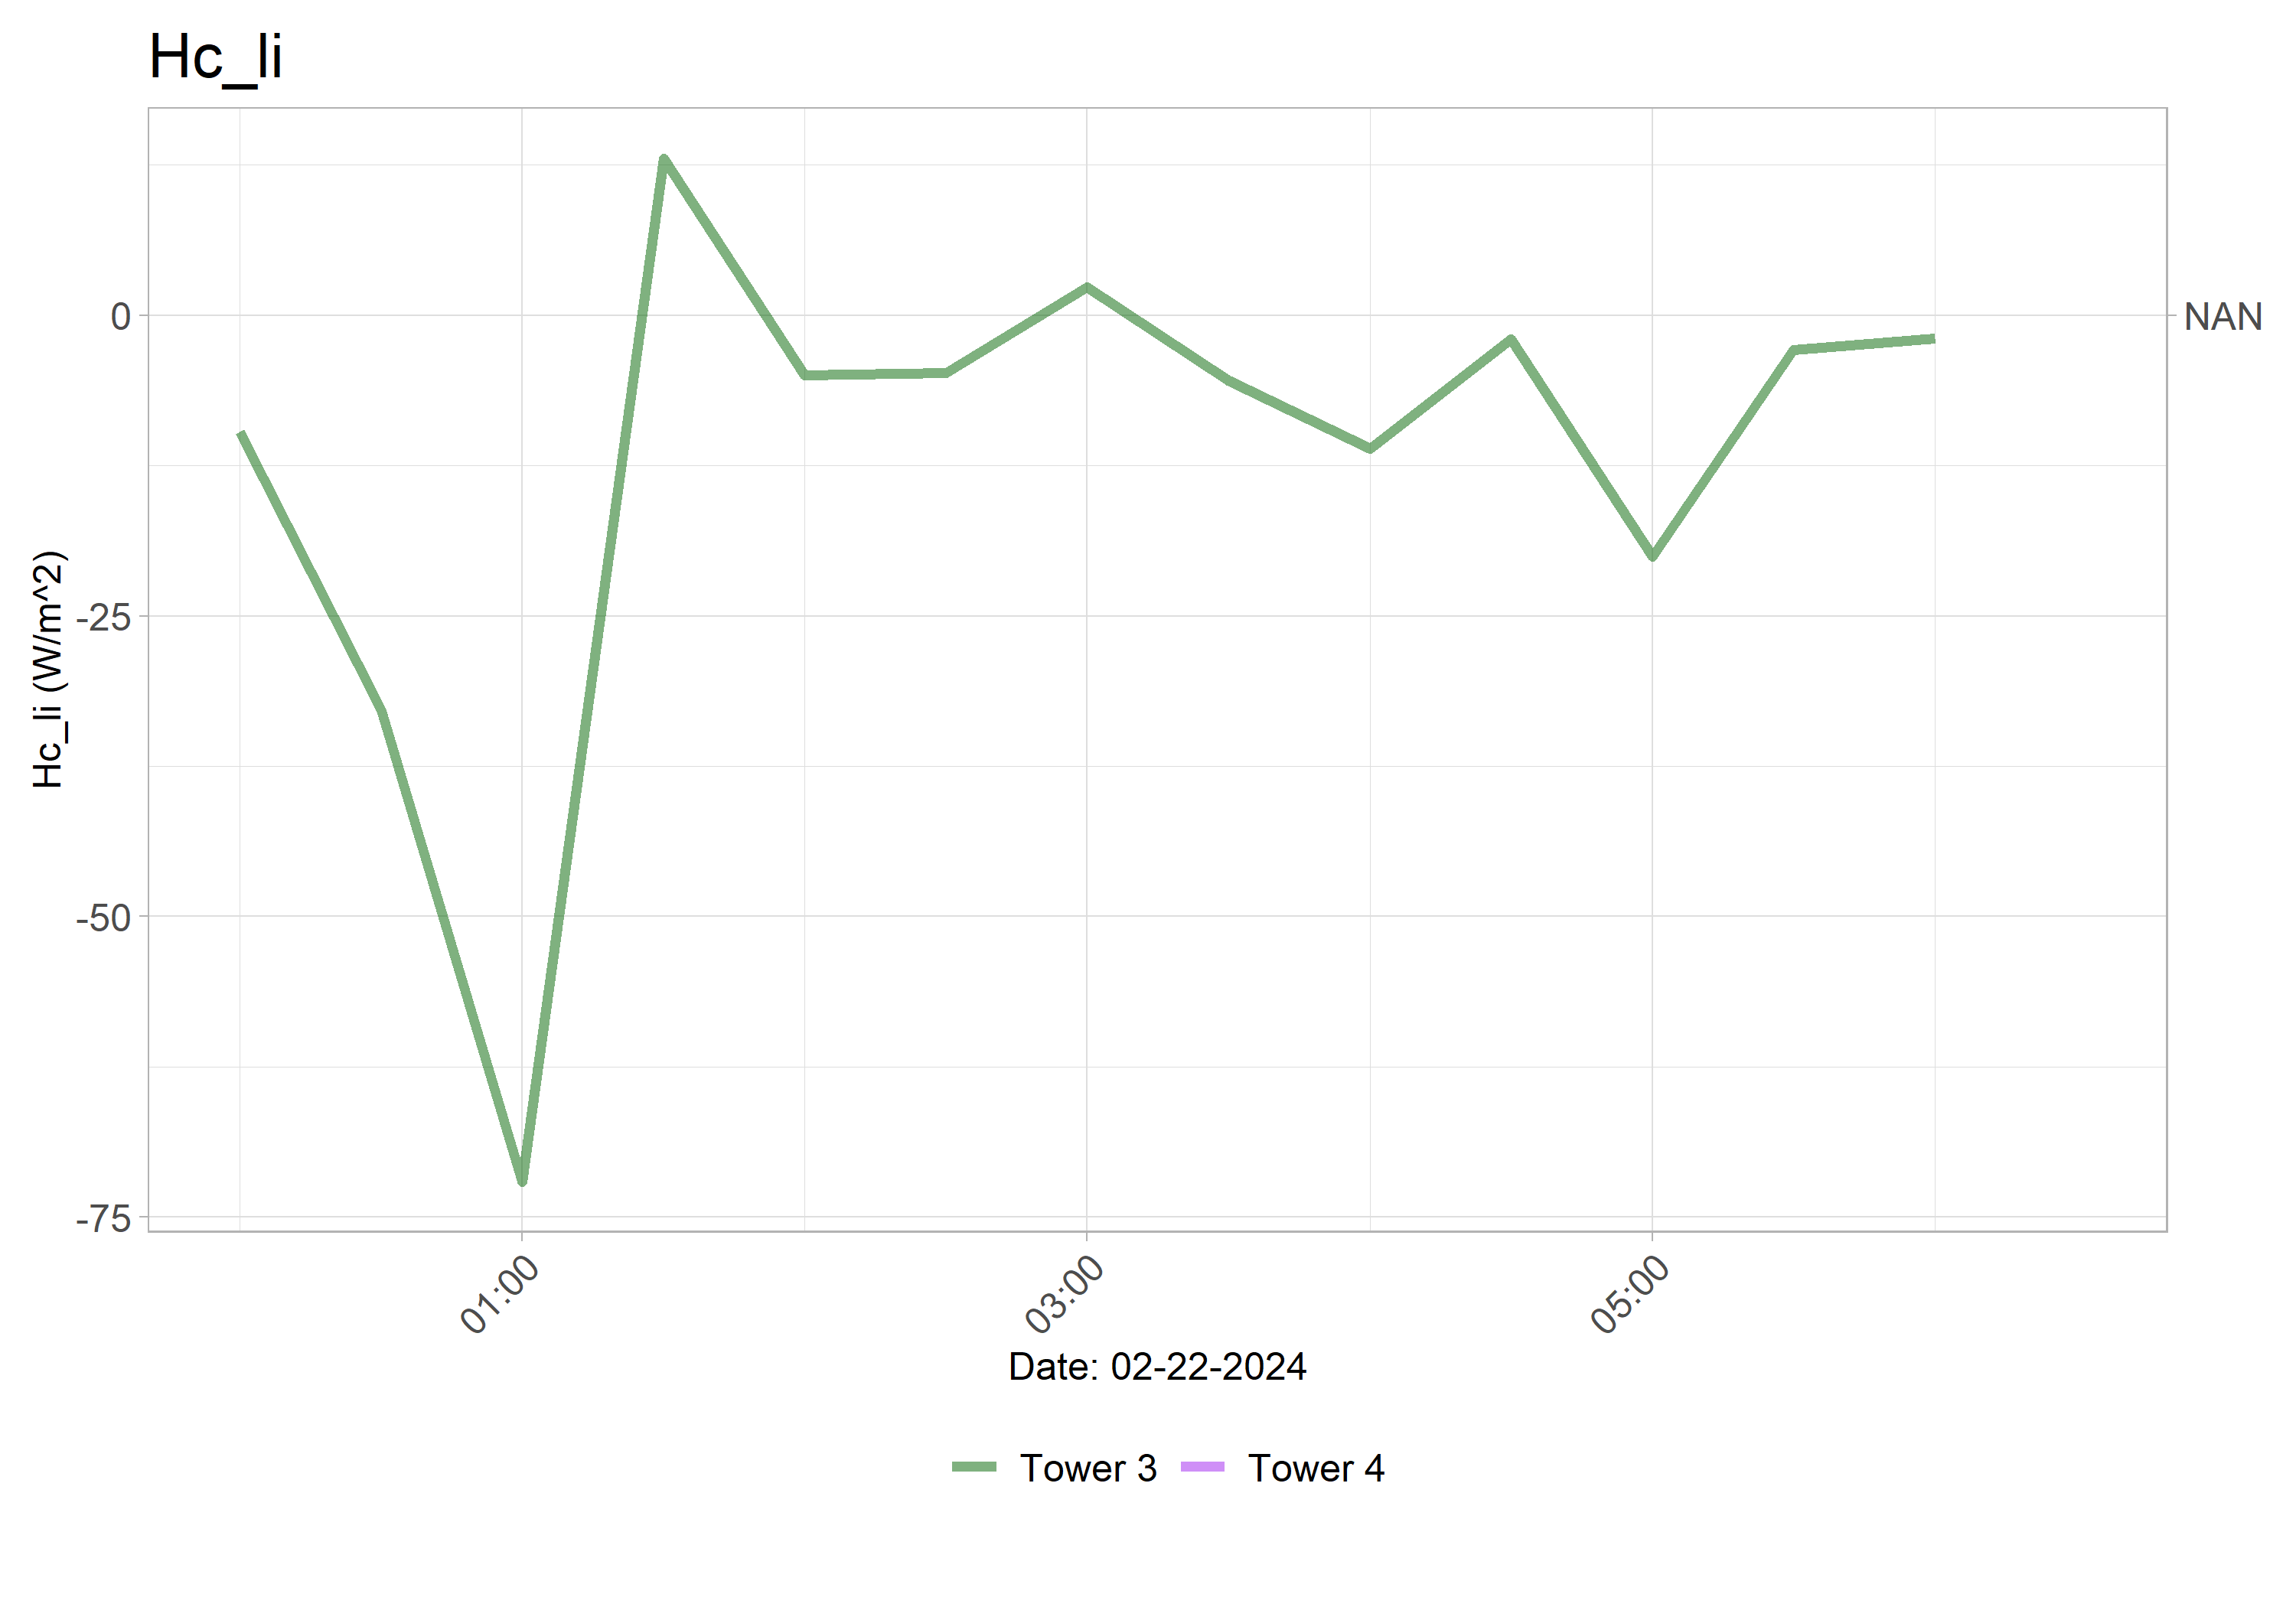 Hc_li
Hc_li (W/m^2)
0
-25
-50
-75
NAN
01:00
03:00
05:00
Date: 02-22-2024
Tower 3
Tower 4